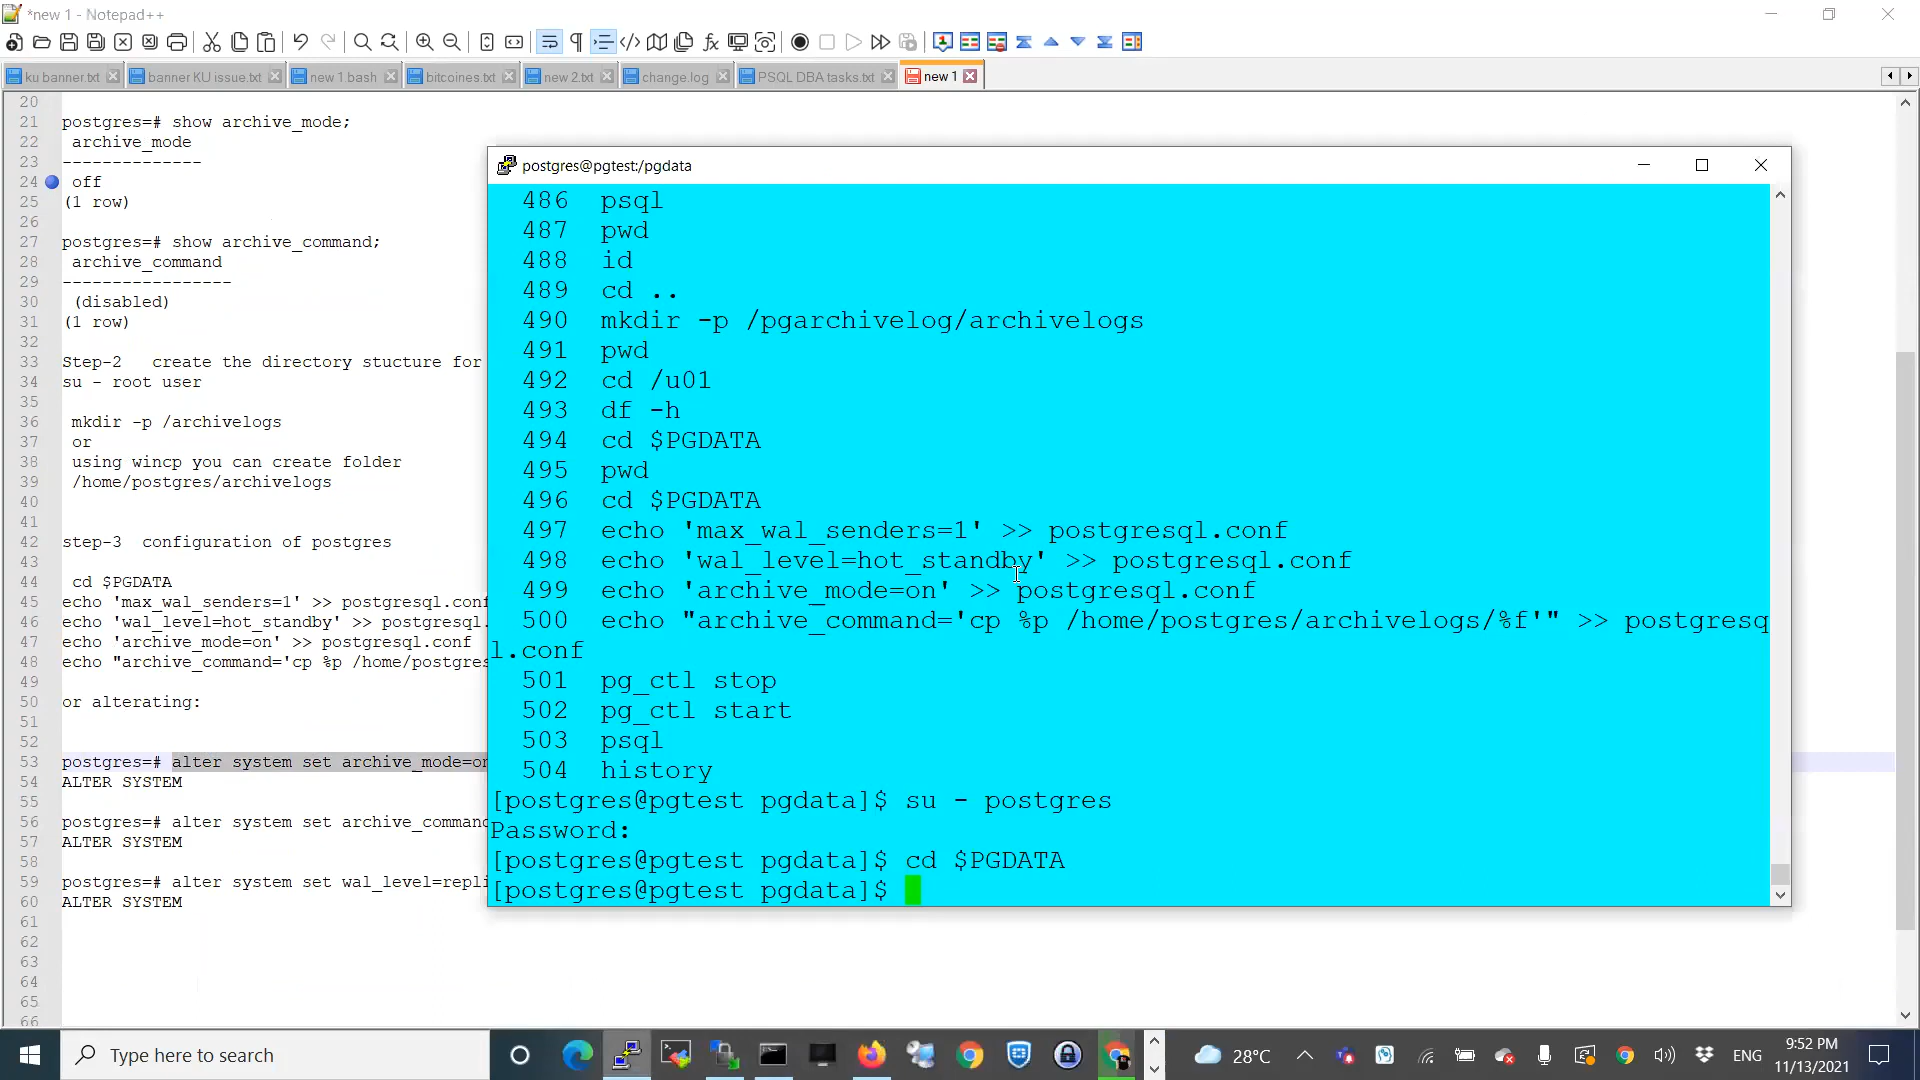 *new 1 - Notepad++
ku banner.txt
banner KU issue.txt
new 1 bash
bitcoines.txt
new 2.txt
change.log
PSQL DBA tasks.txt
new 1
20
21 postgres=# show archive_mode;
22 archive_mode
23 --------------
24 off
25 (1 row)
26
27 postgres=# show archive_command;
28 archive_command
29 -----------------
30 (disabled)
31 (1 row)
32
33 Step-2 create the directory stucture for
34 su - root user
35
36 mkdir -p /archivelogs
37 or
38 using wincp you can create folder
39 /home/postgres/archivelogs
40
41
42 step-3 configuration of postgres
43
44 cd $PGDATA
45 echo 'max_wal_senders=1' >> postgresql.conf
46 echo 'wal_level=hot_standby' >> postgresql.
47 echo 'archive_mode=on' >> postgresql.conf
48 echo "archive_command='cp %p /home/postgres
49
50 or alterating:
51
52
53 postgres=# alter system set archive_mode=on
54 ALTER SYSTEM
55
56 postgres=# alter system set archive_command
57 ALTER SYSTEM
58
59 postgres=# alter system set wal_level=repli
60 ALTER SYSTEM
61
62
63
64
65
66
postgres@pgtest:/pgdata
486 psql
487 pwd
488 id
489 cd ..
490 mkdir -p /pgarchivelog/archivelogs
491 pwd
492 cd /u01
493 df -h
494 cd $PGDATA
495 pwd
496 cd $PGDATA
497 echo 'max_wal_senders=1' >> postgresql.conf
498 echo 'wal_level=hot_standby' >> postgresql.conf
499 echo 'archive_mode=on' >> postgresql.conf
500 echo "archive_command='cp %p /home/postgres/archivelogs/%f'" >> postgresq
l.conf
501 pg_ctl stop
502 pg_ctl start
503 psql
504 history
[postgres@pgtest pgdata]$ su - postgres
Password:
[postgres@pgtest pgdata]$ cd $PGDATA
[postgres@pgtest pgdata]$
Type here to search
28°C
ENG
9:52 PM
11/13/2021